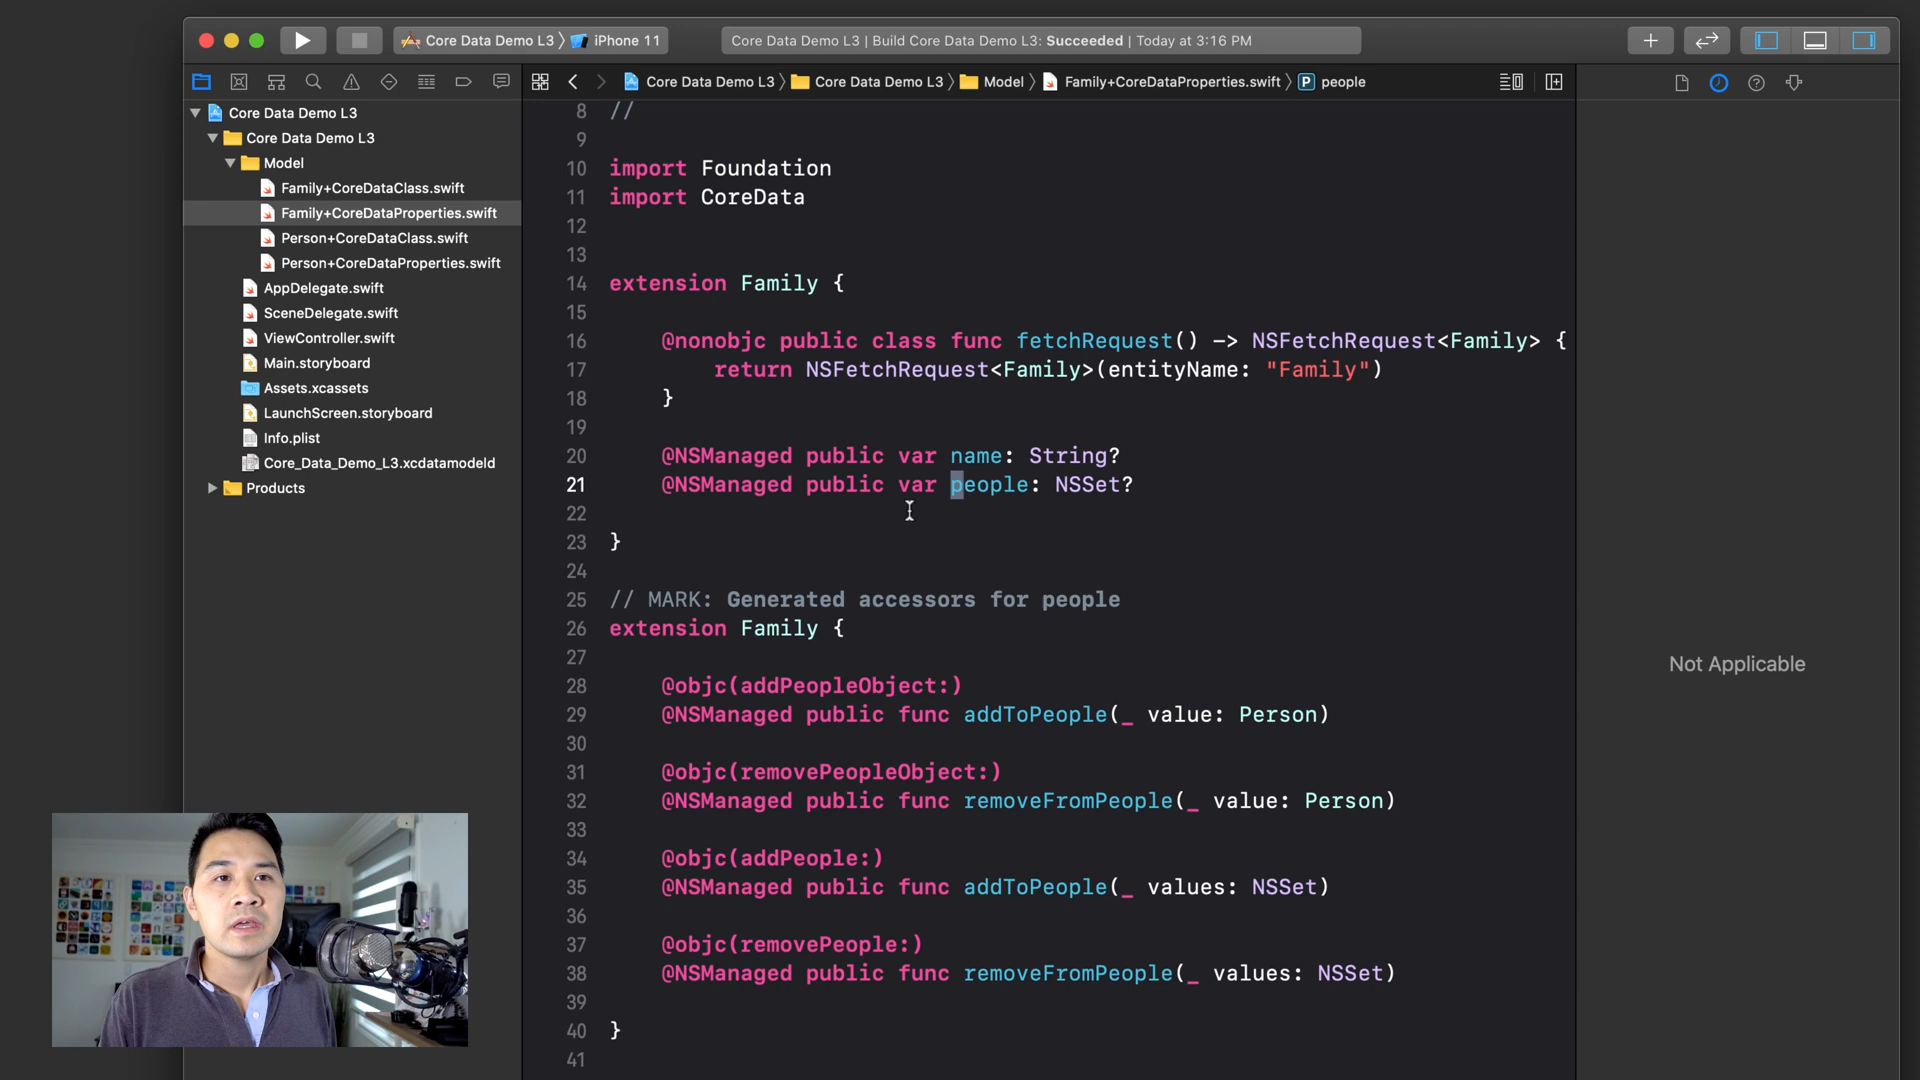 Core Data Demo L3 〉 iPhone 11
Core Data Demo L3 | Build Core Data Demo L3: Succeeded | Today at 3:16 PM
Core Data Demo L3 〉 Core Data Demo L3 〉 Model 〉 Family+CoreDataProperties.swift 〉 P people
Core Data Demo L3
Core Data Demo L3
Model
Family+CoreDataClass.swift
Family+CoreDataProperties.swift
Person+CoreDataClass.swift
Person+CoreDataProperties.swift
AppDelegate.swift
SceneDelegate.swift
ViewController.swift
Main.storyboard
Assets.xcassets
LaunchScreen.storyboard
Info.plist
Core_Data_Demo_L3.xcdatamodeld
Products
8 //
9
10 import Foundation
11 import CoreData
12
13
14 extension Family {
15
16 @nonobjc public class func fetchRequest() -> NSFetchRequest<Family> {
17 return NSFetchRequest<Family>(entityName: "Family")
18 }
19
20 @NSManaged public var name: String?
21 @NSManaged public var people: NSSet?
22
23 }
24
25 // MARK: Generated accessors for people
26 extension Family {
27
28 @objc(addPeopleObject:)
29 @NSManaged public func addToPeople(_ value: Person)
30
31 @objc(removePeopleObject:)
32 @NSManaged public func removeFromPeople(_ value: Person)
33
34 @objc(addPeople:)
35 @NSManaged public func addToPeople(_ values: NSSet)
36
37 @objc(removePeople:)
38 @NSManaged public func removeFromPeople(_ values: NSSet)
39
40 }
41
Not Applicable